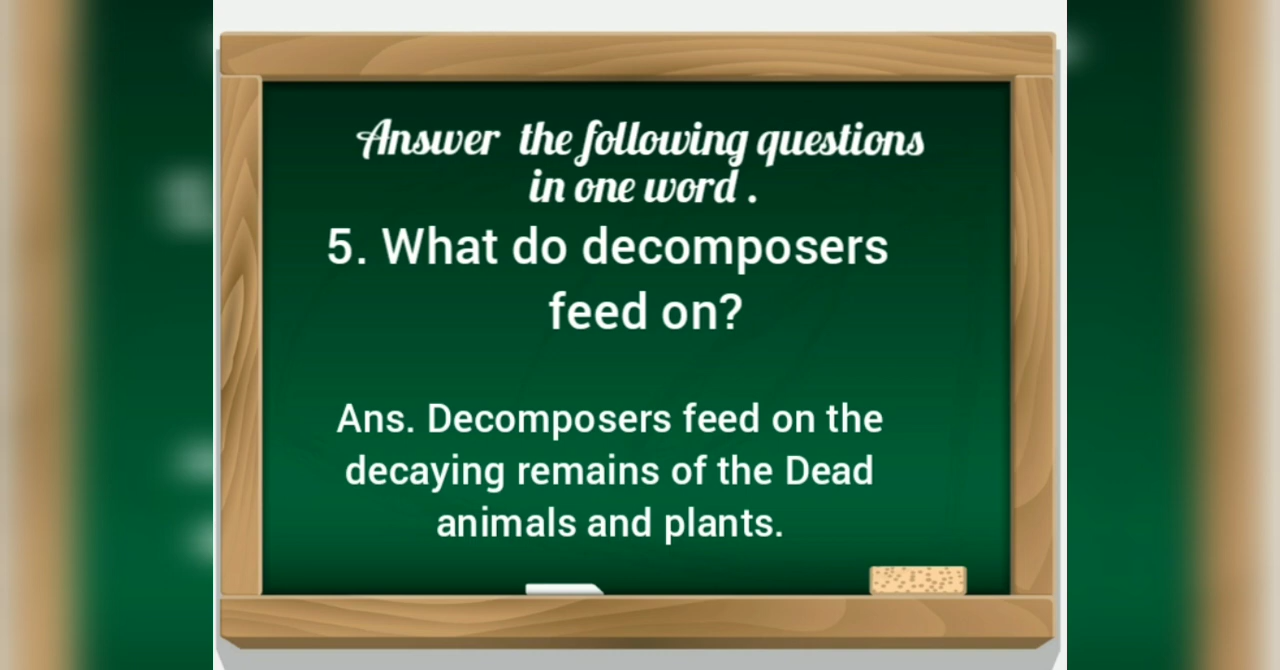 Answer the following questions
in one word .
5. What do decomposers
feed on?
Ans. Decomposers feed on the
decaying remains of the Dead
animals and plants.